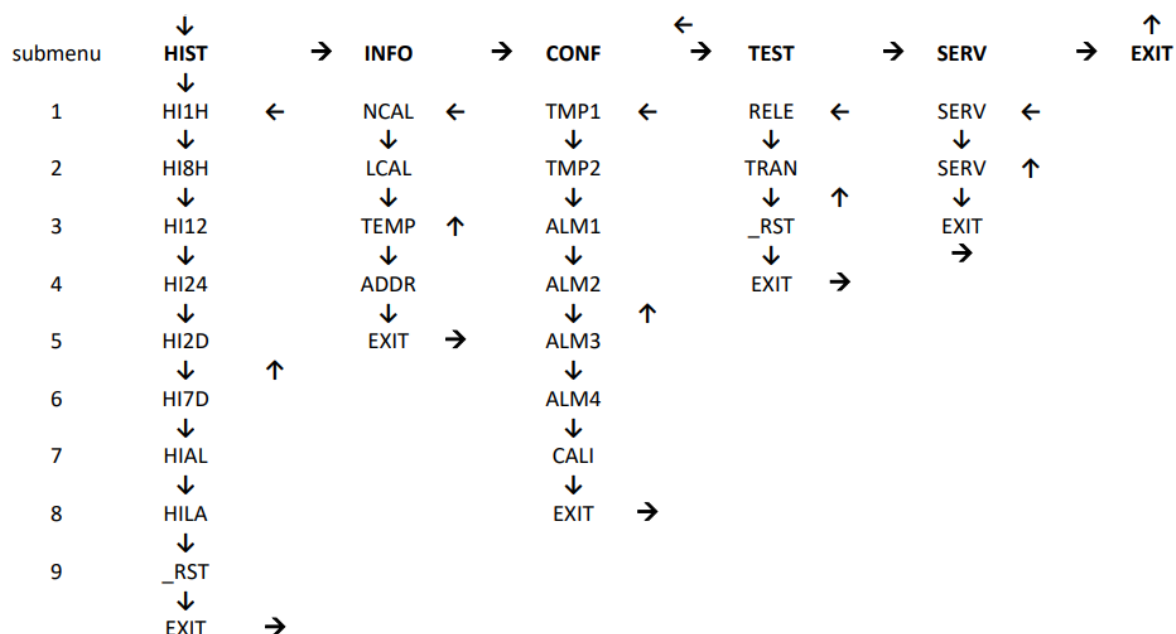 ↓ ← ↑
submenu HIST → INFO → CONF → TEST → SERV → EXIT
↓
1 HI1H ← NCAL ← TMP1 ← RELE ← SERV ←
↓ ↓ ↓ ↓ ↓
2 HI8H LCAL TMP2 TRAN SERV ↑
↓ ↓ ↓ ↓ ↑ ↓
3 HI12 TEMP ↑ ALM1 _RST EXIT
↓ ↓ ↓ ↓ →
4 HI24 ADDR ALM2 EXIT →
↓ ↓ ↓ ↑
5 HI2D EXIT → ALM3
↓ ↑ ↓
6 HI7D ALM4
↓ ↓
7 HIAL CALI
↓ ↓
8 HILA EXIT →
↓
9 _RST
↓
EXIT →